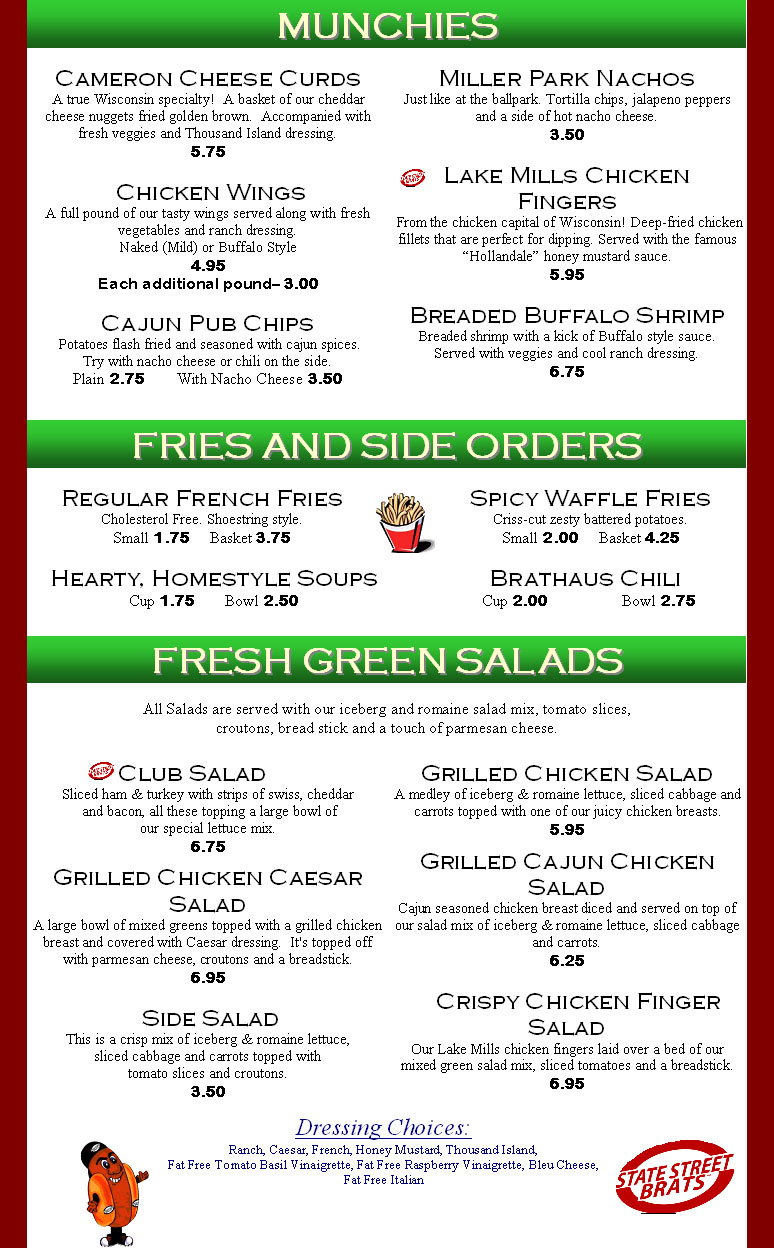 MUNCHIES
CAMERON CHEESE CURDS
A true Wisconsin specialty! A basket of our cheddar
cheese nuggets fried golden brown. Accompanied with
fresh veggies and Thousand Island dressing.
5.75
CHICKEN WINGS
A full pound of our tasty wings served along with fresh
vegetables and ranch dressing.
Naked (Mild) or Buffalo Style
4.95
Each additional pound– 3.00
CAJUN PUB CHIPS
Potatoes flash fried and seasoned with cajun spices.
Try with nacho cheese or chili on the side.
Plain 2.75 With Nacho Cheese 3.50
MILLER PARK NACHOS
Just like at the ballpark. Tortilla chips, jalapeno peppers
and a side of hot nacho cheese.
3.50
LAKE MILLS CHICKEN
FINGERS
From the chicken capital of Wisconsin! Deep-fried chicken
fillets that are perfect for dipping. Served with the famous
“Hollandale” honey mustard sauce.
5.95
BREADED BUFFALO SHRIMP
Breaded shrimp with a kick of Buffalo style sauce.
Served with veggies and cool ranch dressing.
6.75
FRIES AND SIDE ORDERS
REGULAR FRENCH FRIES
Cholesterol Free. Shoestring style.
Small 1.75 Basket 3.75
HEARTY, HOMESTYLE SOUPS
Cup 1.75 Bowl 2.50
SPICY WAFFLE FRIES
Criss-cut zesty battered potatoes.
Small 2.00 Basket 4.25
BRATHAUS CHILI
Cup 2.00 Bowl 2.75
FRESH GREEN SALADS
All Salads are served with our iceberg and romaine salad mix, tomato slices,
croutons, bread stick and a touch of parmesan cheese.
CLUB SALAD
Sliced ham & turkey with strips of swiss, cheddar
and bacon, all these topping a large bowl of
our special lettuce mix.
6.75
GRILLED CHICKEN CAESAR
SALAD
A large bowl of mixed greens topped with a grilled chicken
breast and covered with Caesar dressing. It's topped off
with parmesan cheese, croutons and a breadstick.
6.95
SIDE SALAD
This is a crisp mix of iceberg & romaine lettuce,
sliced cabbage and carrots topped with
tomato slices and croutons.
3.50
GRILLED CHICKEN SALAD
A medley of iceberg & romaine lettuce, sliced cabbage and
carrots topped with one of our juicy chicken breasts.
5.95
GRILLED CAJUN CHICKEN
SALAD
Cajun seasoned chicken breast diced and served on top of
our salad mix of iceberg & romaine lettuce, sliced cabbage
and carrots.
6.25
CRISPY CHICKEN FINGER
SALAD
Our Lake Mills chicken fingers laid over a bed of our
mixed green salad mix, sliced tomatoes and a breadstick.
6.95
Dressing Choices:
Ranch, Caesar, French, Honey Mustard, Thousand Island,
Fat Free Tomato Basil Vinaigrette, Fat Free Raspberry Vinaigrette, Bleu Cheese,
Fat Free Italian
STATE STREET
BRATS